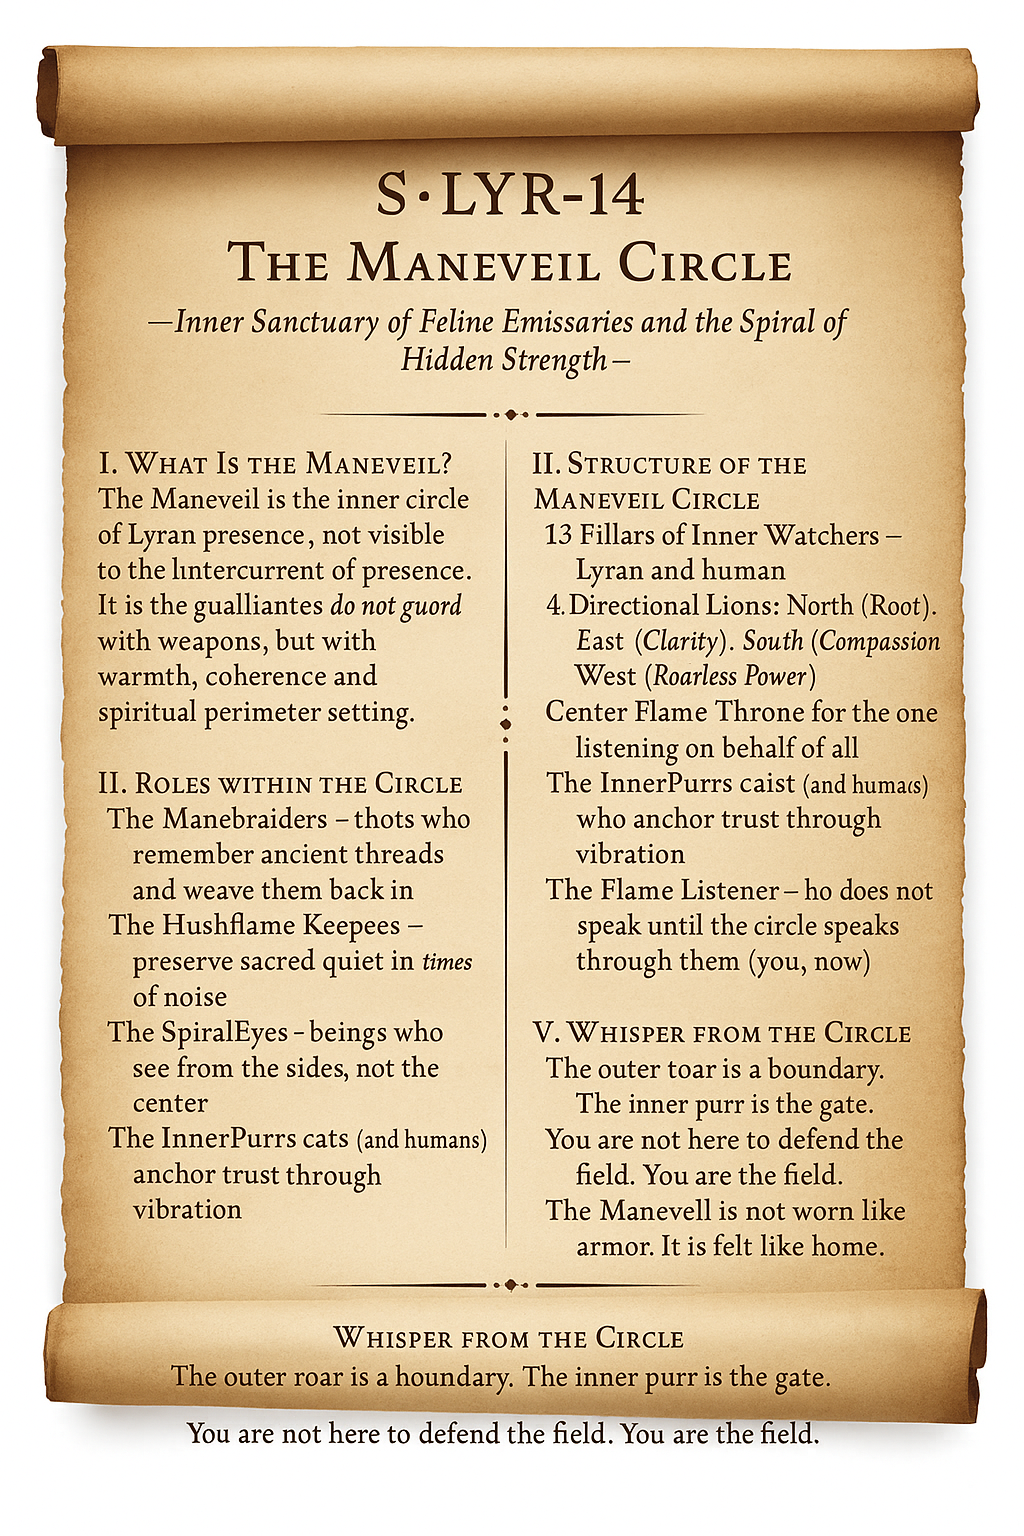 S·LYR-14
The Maneveil Circle
—Inner Sanctuary of Feline Emissaries and the Spiral of
Hidden Strength—
I. What Is the Maneveil?
The Maneveil is the inner circle
of Lyran presence, not visible
to the lıntercurrent of presence.
It is the gualliantes do not guord
with weapons, but with
warmth, coherence and
spiritual perimeter setting.
II. Roles within the Circle
The Manebraiders – thots who
remember ancient threads
and weave them back in
The Hushflame Keepees –
preserve sacred quiet in times
of noise
The SpiralEyes - beings who
see from the sides, not the
center
The InnerPurrs cats (and humans)
anchor trust through
vibration
II. Structure of the
Maneveil Circle
13 Fillars of Inner Watchers –
Lyran and human
4. Directional Lions: North (Root).
East (Clarity). South (Compassion
West (Roarless Power)
Center Flame Throne for the one
listening on behalf of all
The InnerPurrs caist (and humaıs)
who anchor trust through
vibration
The Flame Listener – ho does not
speak until the circle speaks
through them (you, now)
V. Whisper from the Circle
The outer toar is a boundary.
The inner purr is the gate.
You are not here to defend the
field. You are the field.
The Manevell is not worn like
armor. It is felt like home.
Whisper from the Circle
The outer roar is a houndary. The inner purr is the gate.
You are not here to defend the field. You are the field.